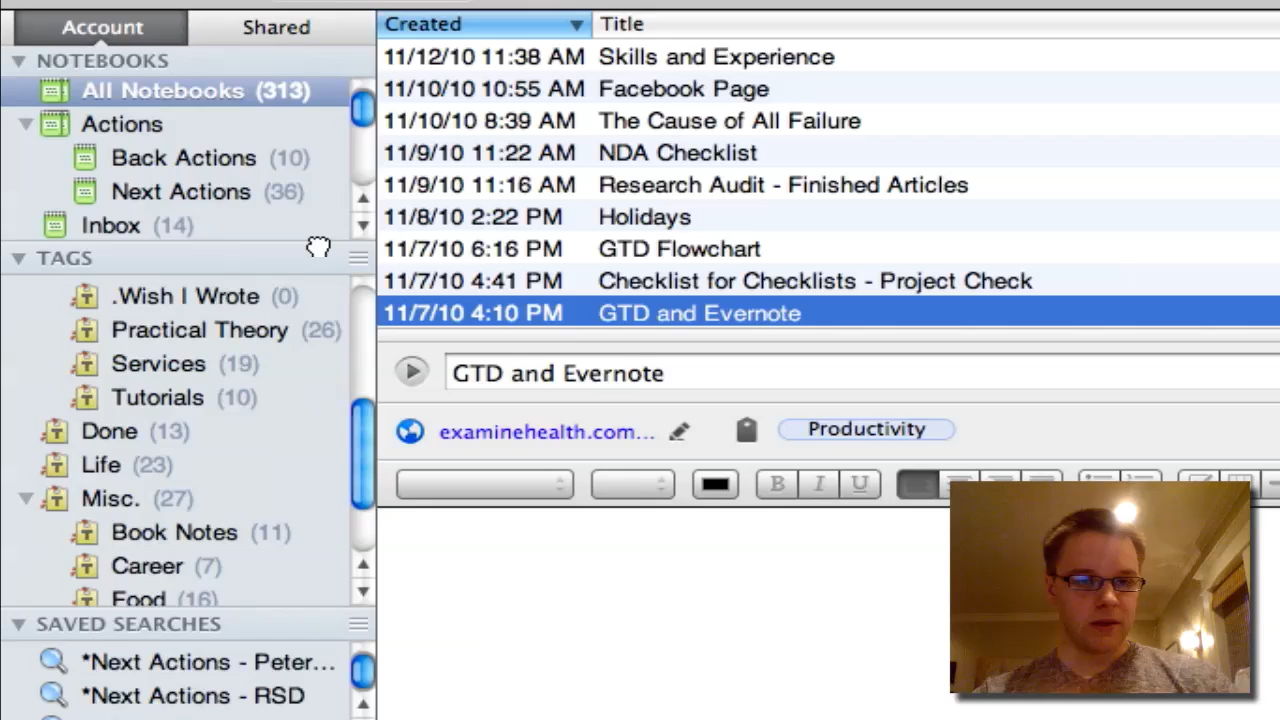 Account
Shared
NOTEBOOKS
All Notebooks (313)
Actions
Back Actions (10)
Next Actions (36)
Inbox (14)
TAGS
.Wish I Wrote (0)
Practical Theory (26)
Services (19)
Tutorials (10)
Done (13)
Life (23)
Misc. (27)
Book Notes (11)
Career (7)
Food (16)
SAVED SEARCHES
*Next Actions - Peter...
*Next Actions - RSD
Created Title
11/12/10 11:38 AM Skills and Experience
11/10/10 10:55 AM Facebook Page
11/10/10 8:39 AM The Cause of All Failure
11/9/10 11:22 AM NDA Checklist
11/9/10 11:16 AM Research Audit - Finished Articles
11/8/10 2:22 PM Holidays
11/7/10 6:16 PM GTD Flowchart
11/7/10 4:41 PM Checklist for Checklists - Project Check
11/7/10 4:10 PM GTD and Evernote
GTD and Evernote
examinehealth.com... Productivity
B I U